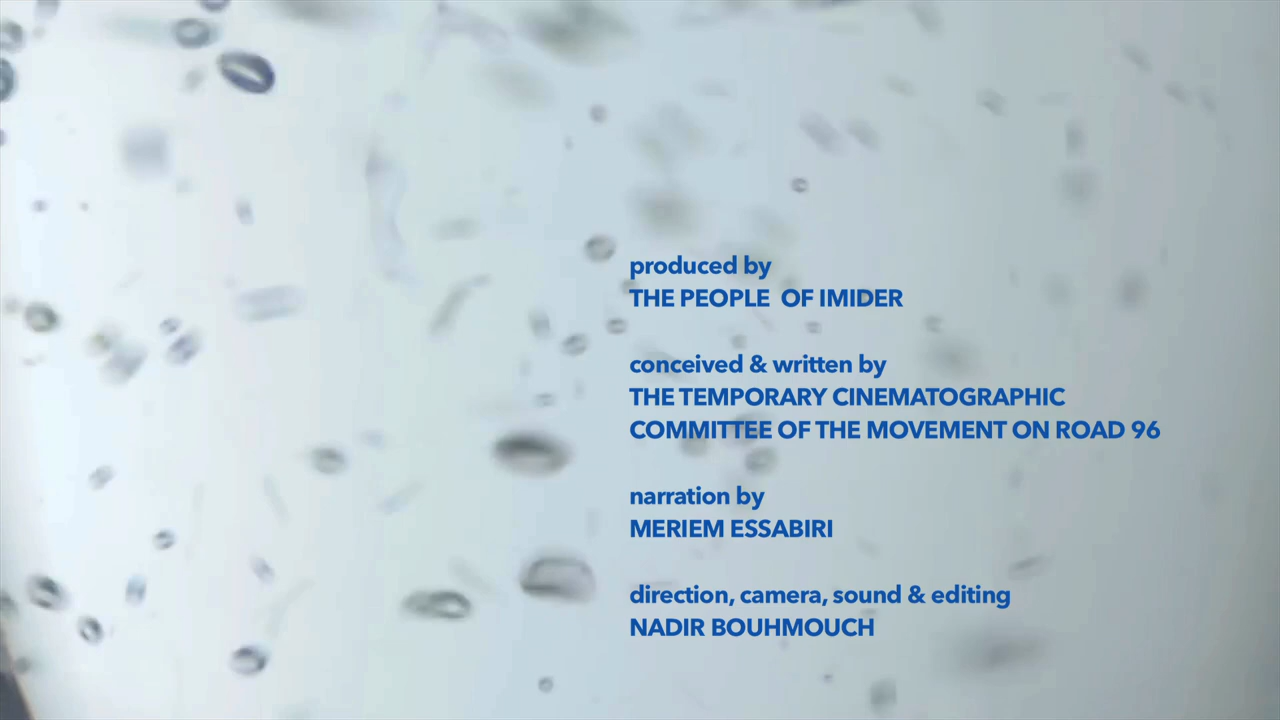 produced by
THE PEOPLE OF IMIDER
conceived & written by
THE TEMPORARY CINEMATOGRAPHIC
COMMITTEE OF THE MOVEMENT ON ROAD 96
narration by
MERIEM ESSABIRI
direction, camera, sound & editing
NADIR BOUHMOUCH